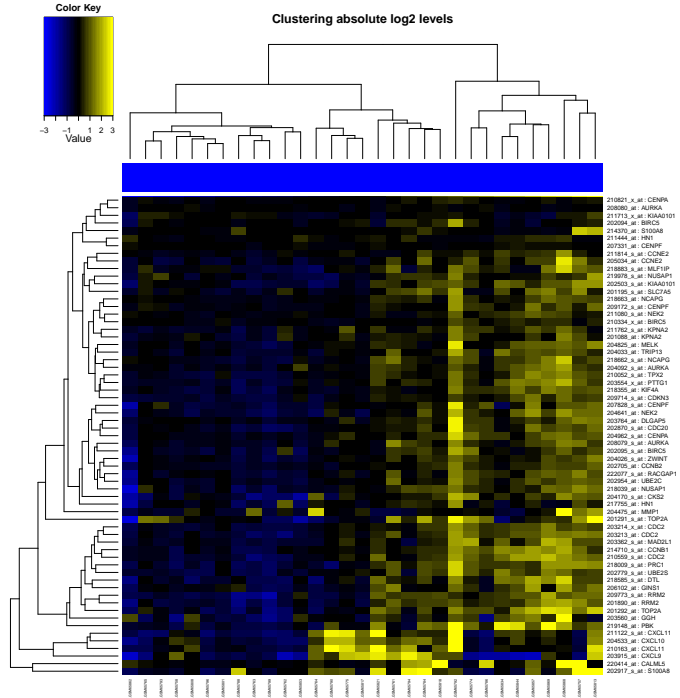 Color Key
Clustering absolute log2 levels
−3 −1 1 2 3
Value
210821_x_at : CENPA
208080_at : AURKA
211713_x_at : KIAA0101
202094_at : BIRC5
214370_at : S100A8
211444_at : HN1
207331_at : CENPF
211814_s_at : CCNE2
205034_at : CCNE2
218883_s_at : MLF1IP
219978_s_at : NUSAP1
202503_s_at : KIAA0101
201195_s_at : SLC7A5
218663_at : NCAPG
209172_s_at : CENPF
211080_s_at : NEK2
210334_x_at : BIRC5
211762_s_at : KPNA2
201088_at : KPNA2
204825_at : MELK
204033_at : TRIP13
218662_s_at : NCAPG
204092_s_at : AURKA
210052_s_at : TPX2
203554_x_at : PTTG1
218355_at : KIF4A
209714_s_at : CDKN3
207828_s_at : CENPF
204641_at : NEK2
203764_at : DLGAP5
202870_s_at : CDC20
204962_s_at : CENPA
208079_s_at : AURKA
202095_s_at : BIRC5
204026_s_at : ZWINT
202705_at : CCNB2
222077_s_at : RACGAP1
202954_at : UBE2C
218039_at : NUSAP1
204170_s_at : CKS2
217755_at : HN1
204475_at : MMP1
201291_s_at : TOP2A
203214_x_at : CDC2
203213_at : CDC2
203362_s_at : MAD2L1
214710_s_at : CCNB1
210559_s_at : CDC2
218009_s_at : PRC1
202779_s_at : UBE2S
218585_s_at : DTL
206102_at : GINS1
209773_s_at : RRM2
201890_at : RRM2
201292_at : TOP2A
203560_at : GGH
219148_at : PBK
211122_s_at : CXCL11
204533_at : CXCL10
210163_at : CXCL11
203915_at : CXCL9
220414_at : CALML5
202917_s_at : S100A8